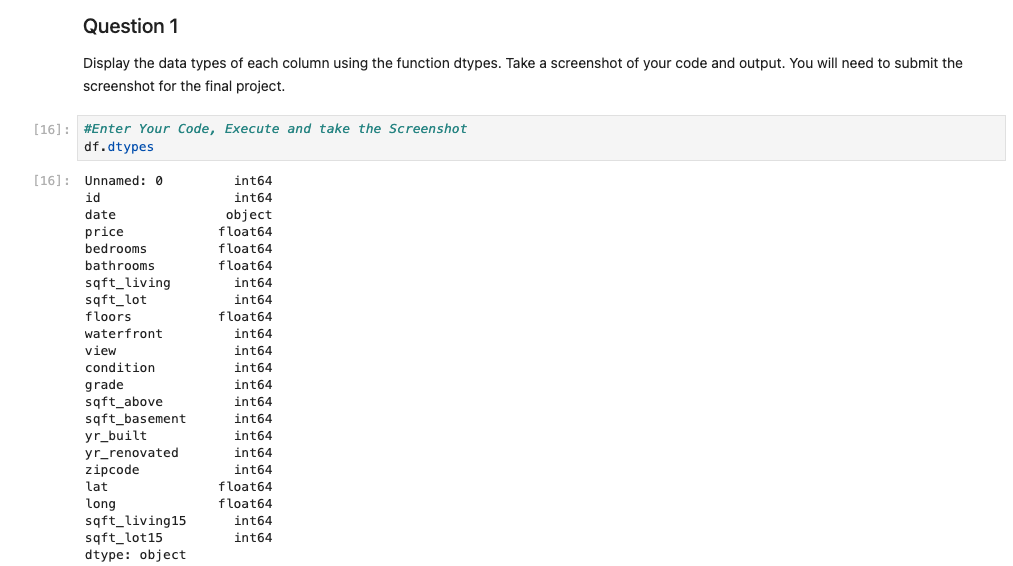 Question 1
Display the data types of each column using the function dtypes. Take a screenshot of your code and output. You will need to submit the
screenshot for the final project.
[16]: #Enter Your Code, Execute and take the Screenshot
df.dtypes
[16]: Unnamed: 0 int64
id int64
date object
price float64
bedrooms float64
bathrooms float64
sqft_living int64
sqft_lot int64
floors float64
waterfront int64
view int64
condition int64
grade int64
sqft_above int64
sqft_basement int64
yr_built int64
yr_renovated int64
zipcode int64
lat float64
long float64
sqft_living15 int64
sqft_lot15 int64
dtype: object